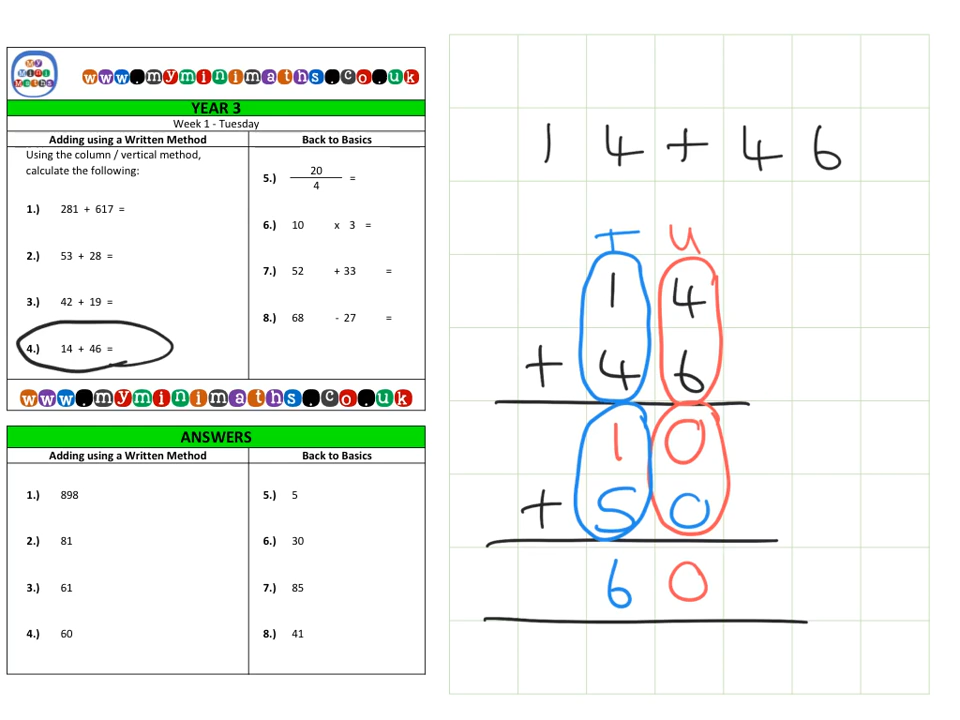 My
Mini
Maths
www.myminimaths.co.uk
YEAR 3
Week 1 - Tuesday
Adding using a Written Method
Using the column / vertical method,
calculate the following:
1.) 281 + 617 =
2.) 53 + 28 =
3.) 42 + 19 =
4.) 14 + 46 =
Back to Basics
5.) 20/4 =
6.) 10 x 3 =
7.) 52 + 33 =
8.) 68 - 27 =
www.myminimaths.co.uk
ANSWERS
Adding using a Written Method
1.) 898
2.) 81
3.) 61
4.) 60
Back to Basics
5.) 5
6.) 30
7.) 85
8.) 41
14 + 46
T U
1 4
+ 4 6
1 0
+ 5 0
6 0